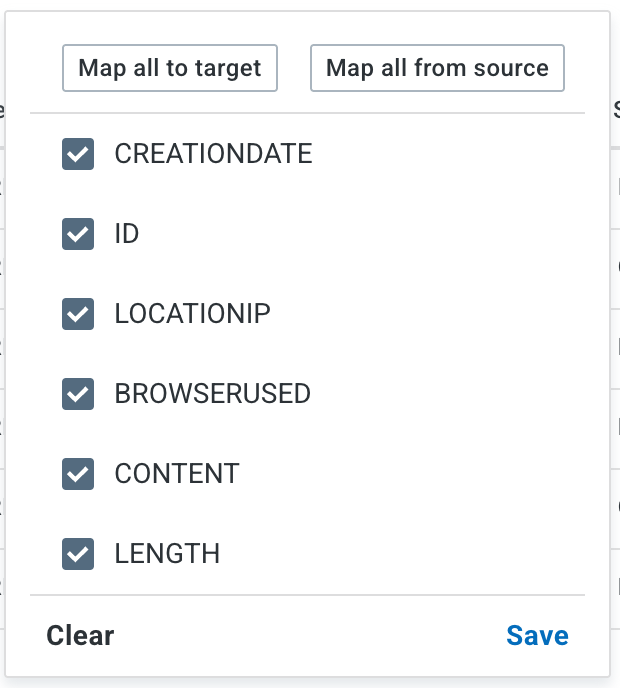 Map all to target Map all from source
CREATIONDATE
ID
LOCATIONIP
BROWSERUSED
CONTENT
LENGTH
Clear Save